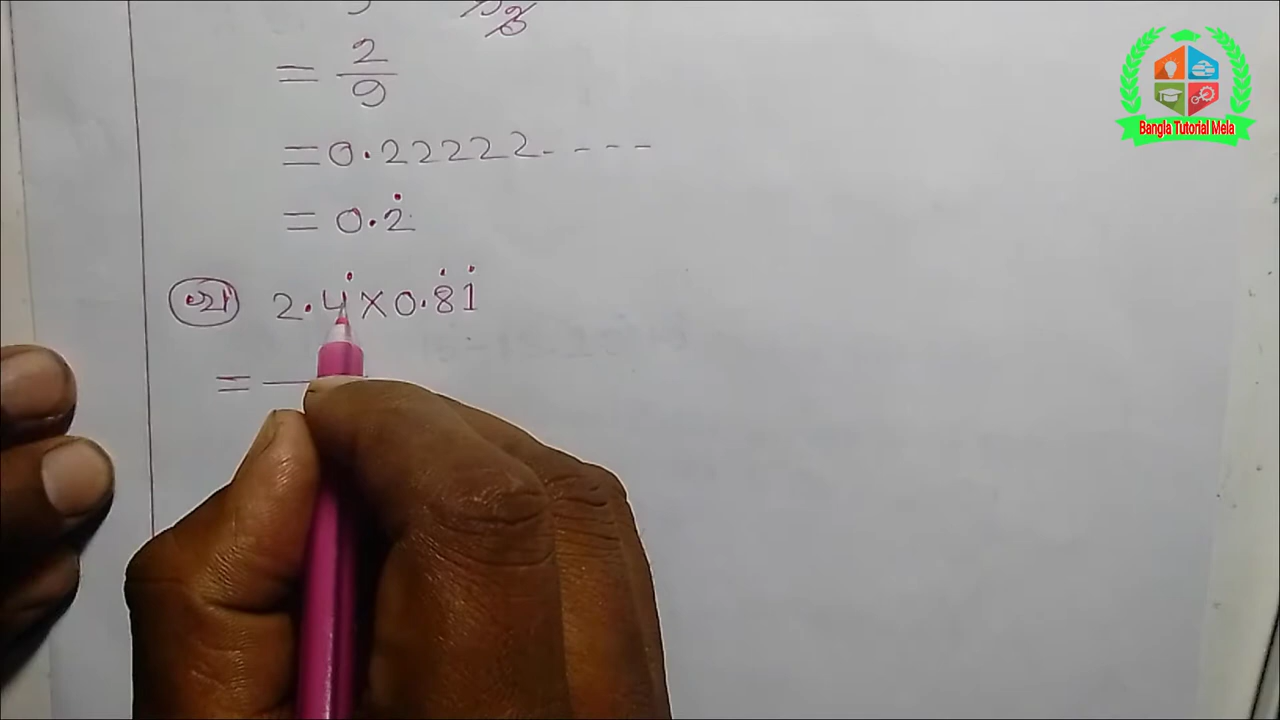 = 2/9
= 0.22222 - - - -
= 0.2̇
2.4̇ × 0.8̇1̇
=
Bangla Tutorial Mela